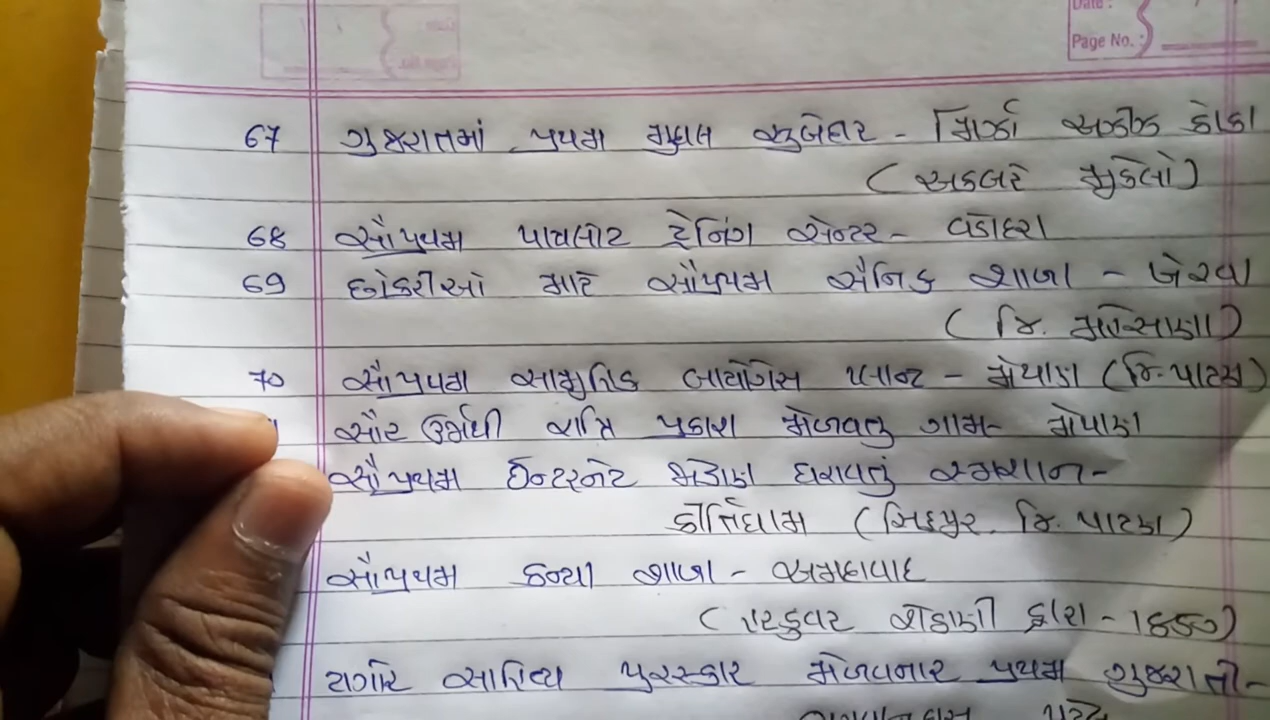 Date :
Page No. :
67 ગુજરાતમાં પ્રથમ મુઘલ સુબેદાર - મિર્ઝા અઝીઝ કોકા
(અકબરે મુકેલો)
68 સૌપ્રથમ પાયલોટ ટ્રેનિંગ સેન્ટર - વડોદરા
69 છોકરીઓ માટે સૌપ્રથમ સૈનિક શાળા - ખેરવા
(જિ. મહેસાણા)
70 સૌપ્રથમ સામુહિક બાયોગેસ પ્લાન્ટ - મેથાણ (જિ. પાટણ)
સૌર ઉર્જાથી રાત્રિ પ્રકાશ મેળવતુ ગામ - મેથાણ
સૌપ્રથમ ઈન્ટરનેટ જોડાણ ધરાવતું સ્મશાન -
કીર્તિધામ (સિદ્ધપુર. જિ. પાટણ)
સૌપ્રથમ કન્યા શાળા - અમદાવાદ
(હરકુવર શેઠાણી દ્વારા - 1850)
ટાગોર સાહિત્ય પુરસ્કાર મેળવનાર પ્રથમ ગુજરાતી -